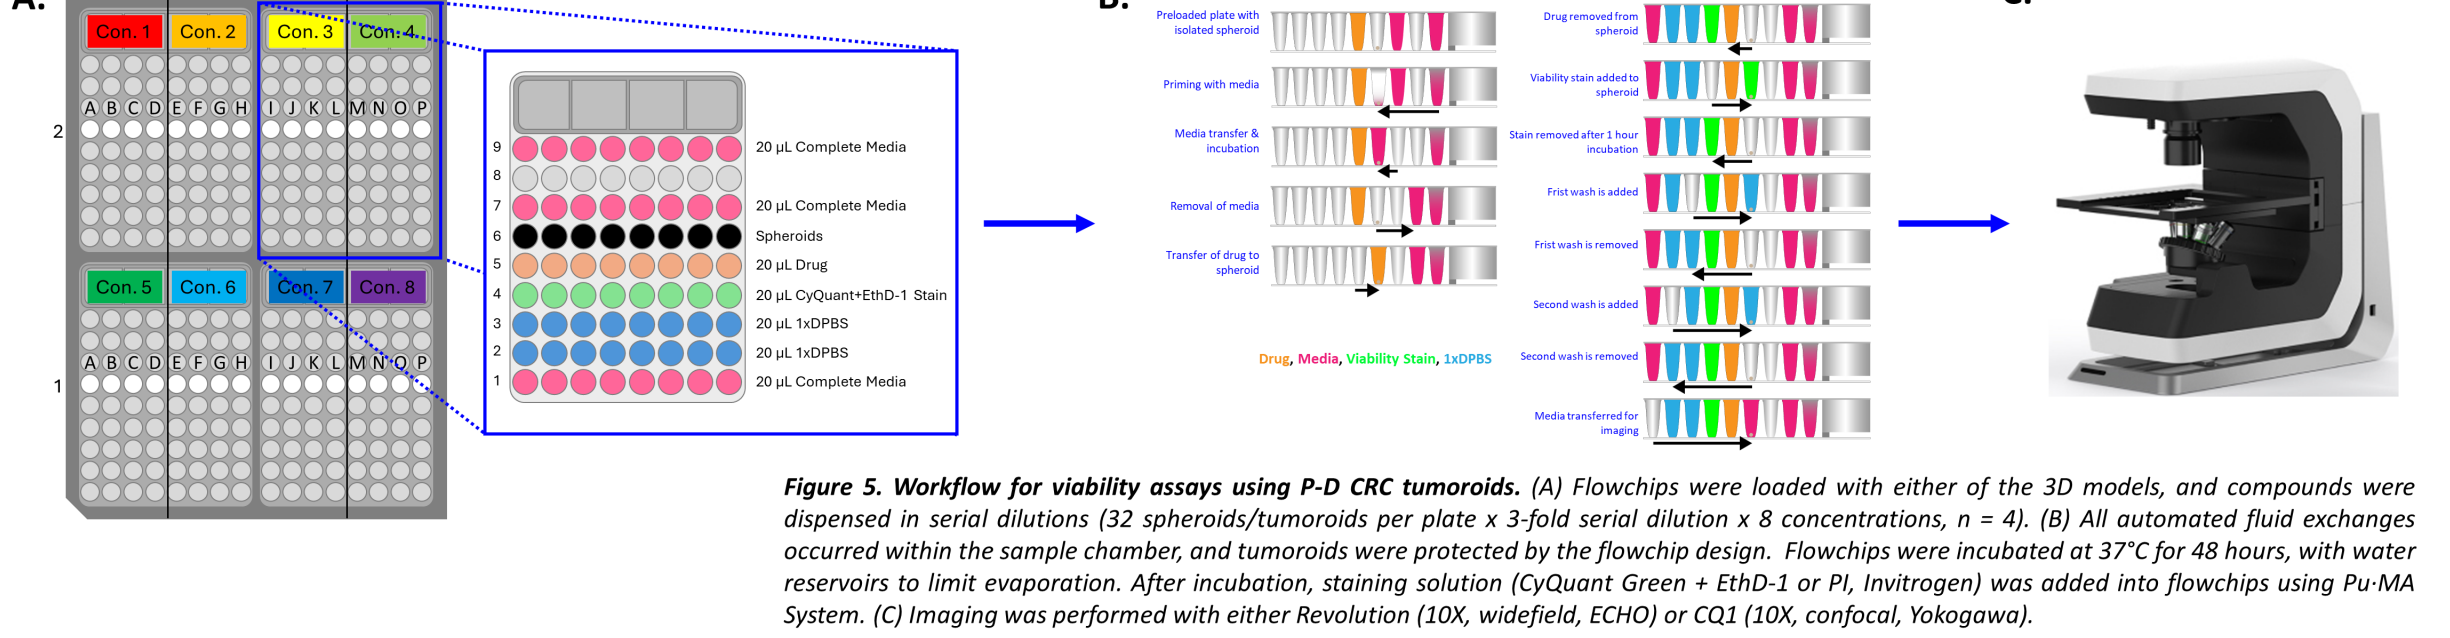 A.
Con. 1 Con. 2 Con. 3 Con. 4
A B C D E F G H I J K L M N O P
2
Con. 5 Con. 6 Con. 7 Con. 8
A B C D E F G H I J K L M N O P
1
9 20 µL Complete Media
8
7 20 µL Complete Media
6 Spheroids
5 20 µL Drug
4 20 µL CyQuant+EthD-1 Stain
3 20 µL 1xDPBS
2 20 µL 1xDPBS
1 20 µL Complete Media
B.
Preloaded plate with
isolated spheroid
Priming with media
Media transfer &
incubation
Removal of media
Transfer of drug to
spheroid
Drug, Media, Viability Stain, 1xDPBS
Drug removed from
spheroid
Viability stain added to
spheroid
Stain removed after 1 hour
incubation
Frist wash is added
Frist wash is removed
Second wash is added
Second wash is removed
Media transferred for
imaging
C.
Figure 5. Workflow for viability assays using P-D CRC tumoroids. (A) Flowchips were loaded with either of the 3D models, and compounds were
dispensed in serial dilutions (32 spheroids/tumoroids per plate x 3-fold serial dilution x 8 concentrations, n = 4). (B) All automated fluid exchanges
occurred within the sample chamber, and tumoroids were protected by the flowchip design. Flowchips were incubated at 37°C for 48 hours, with water
reservoirs to limit evaporation. After incubation, staining solution (CyQuant Green + EthD-1 or PI, Invitrogen) was added into flowchips using Pu·MA
System. (C) Imaging was performed with either Revolution (10X, widefield, ECHO) or CQ1 (10X, confocal, Yokogawa).